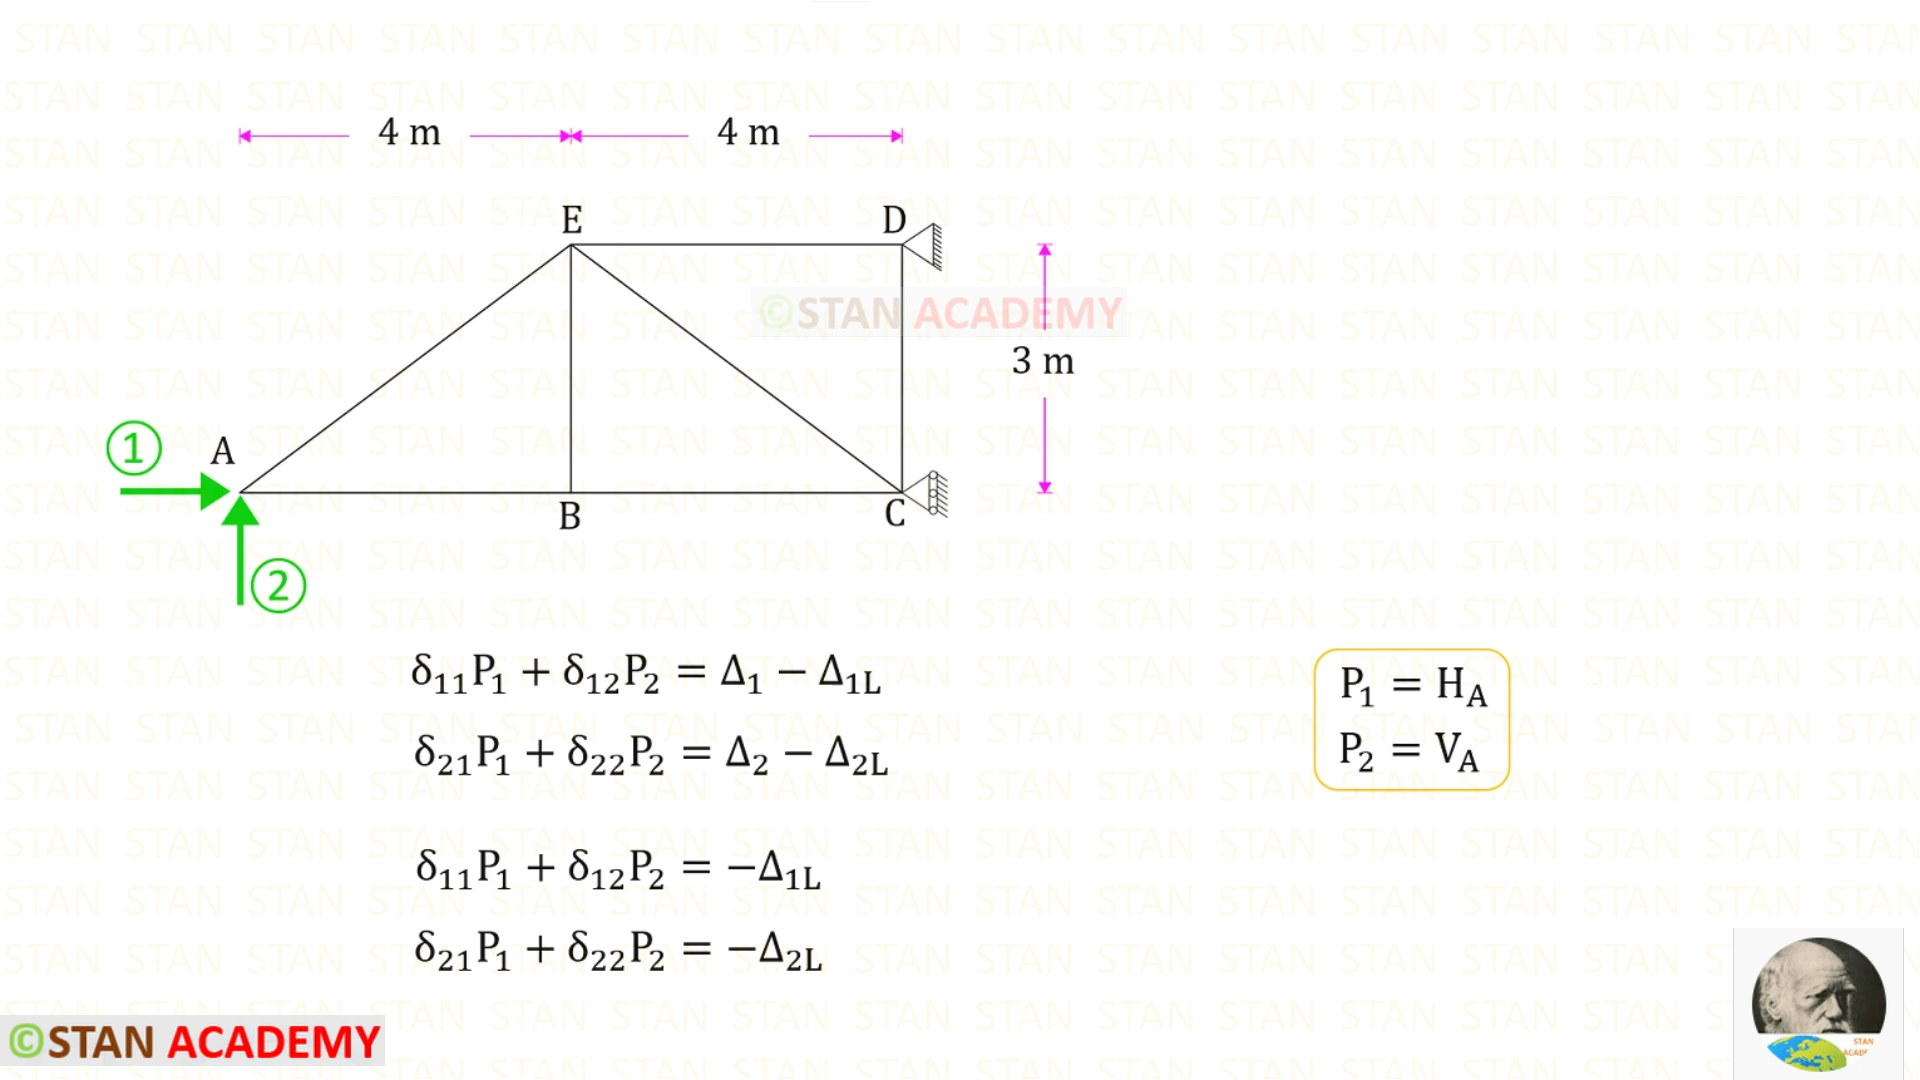 4 m 4 m
E D
©STAN ACADEMY
3 m
① A
B C
②
δ₁₁P₁ + δ₁₂P₂ = Δ₁ − Δ₁L
P₁ = H_A
δ₂₁P₁ + δ₂₂P₂ = Δ₂ − Δ₂L
P₂ = V_A
δ₁₁P₁ + δ₁₂P₂ = −Δ₁L
δ₂₁P₁ + δ₂₂P₂ = −Δ₂L
©STAN ACADEMY
STAN